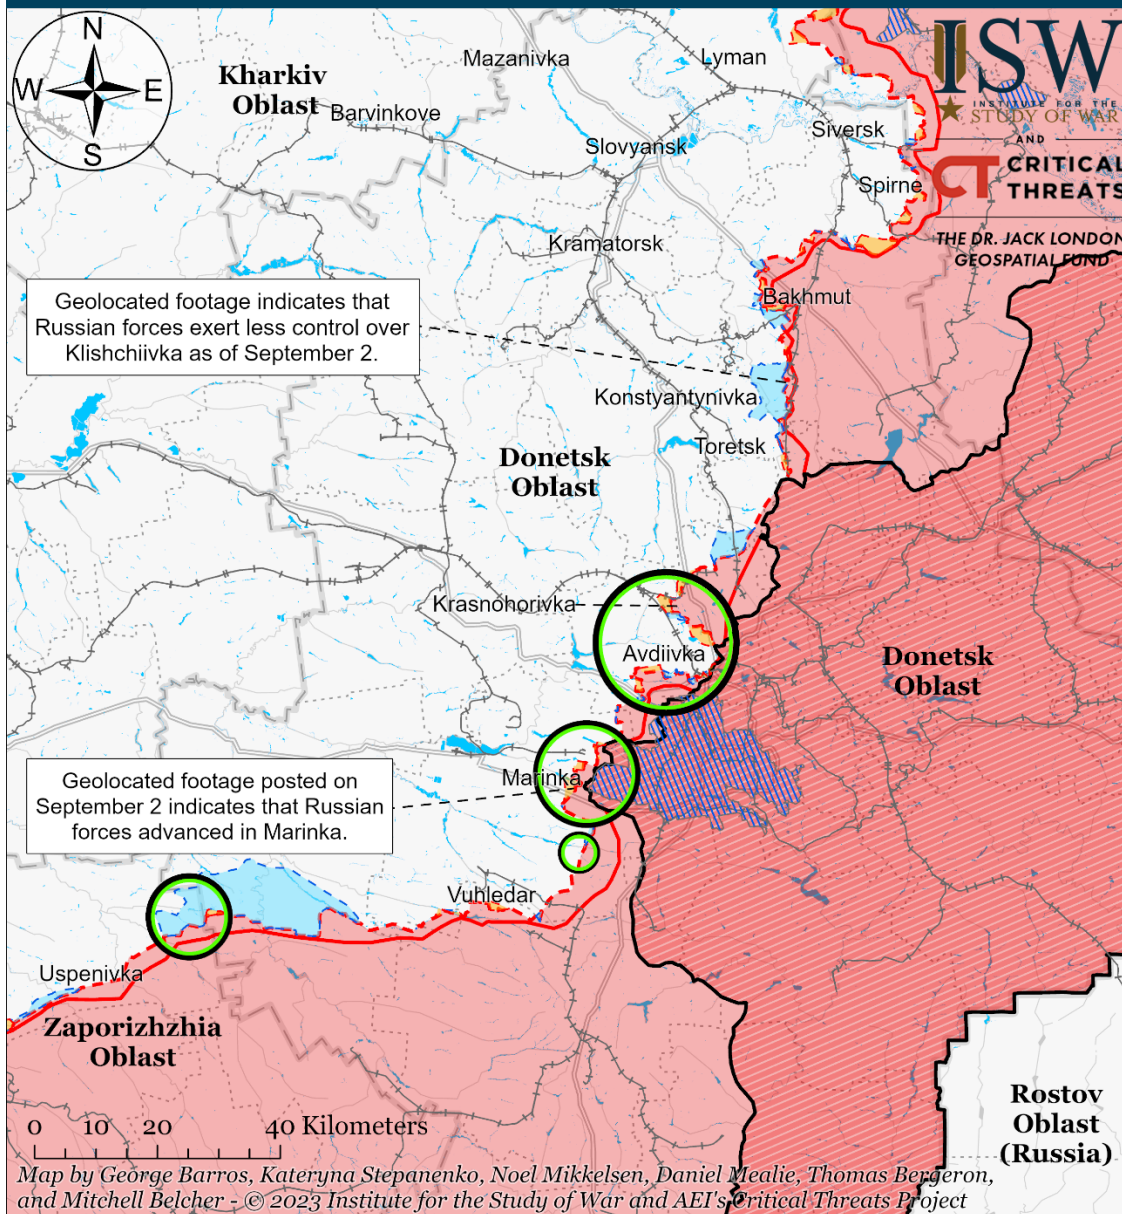 N
W
E
S
Kharkiv
Oblast
Mazanivka
Lyman
Barvinkove
Slovyansk
Siversk
Spirne
Kramatorsk
ISW
INSTITUTE FOR THE
STUDY OF WAR
AND
CT CRITICAL
THREATS
THE DR. JACK LONDON
GEOSPATIAL FUND
Geolocated footage indicates that
Russian forces exert less control over
Klishchiivka as of September 2.
Bakhmut
Konstyantynivka
Toretsk
Donetsk
Oblast
Krasnohorivka
Avdiivka
Donetsk
Oblast
Marinka
Geolocated footage posted on
September 2 indicates that Russian
forces advanced in Marinka.
Vuhledar
Uspenivka
Zaporizhzhia
Oblast
Rostov
Oblast
(Russia)
0 10 20 40 Kilometers
Map by George Barros, Kateryna Stepanenko, Noel Mikkelsen, Daniel Mealie, Thomas Bergeron,
and Mitchell Belcher - © 2023 Institute for the Study of War and AEI's Critical Threats Project